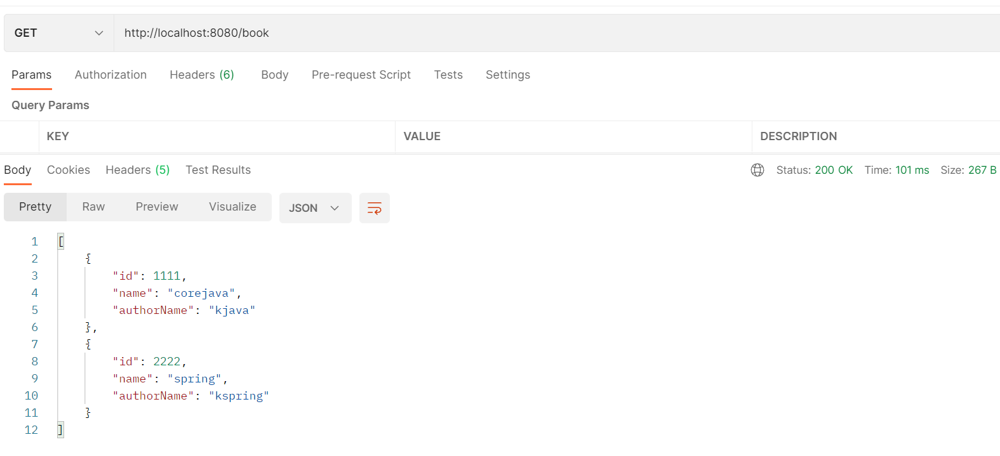 GET http://localhost:8080/book
Params Authorization Headers (6) Body Pre-request Script Tests Settings
Query Params
KEY VALUE DESCRIPTION
Body Cookies Headers (5) Test Results Status: 200 OK Time: 101 ms Size: 267 B
Pretty Raw Preview Visualize JSON
1 [
2 {
3 "id": 1111,
4 "name": "corejava",
5 "authorName": "kjava"
6 },
7 {
8 "id": 2222,
9 "name": "spring",
10 "authorName": "kspring"
11 }
12 ]